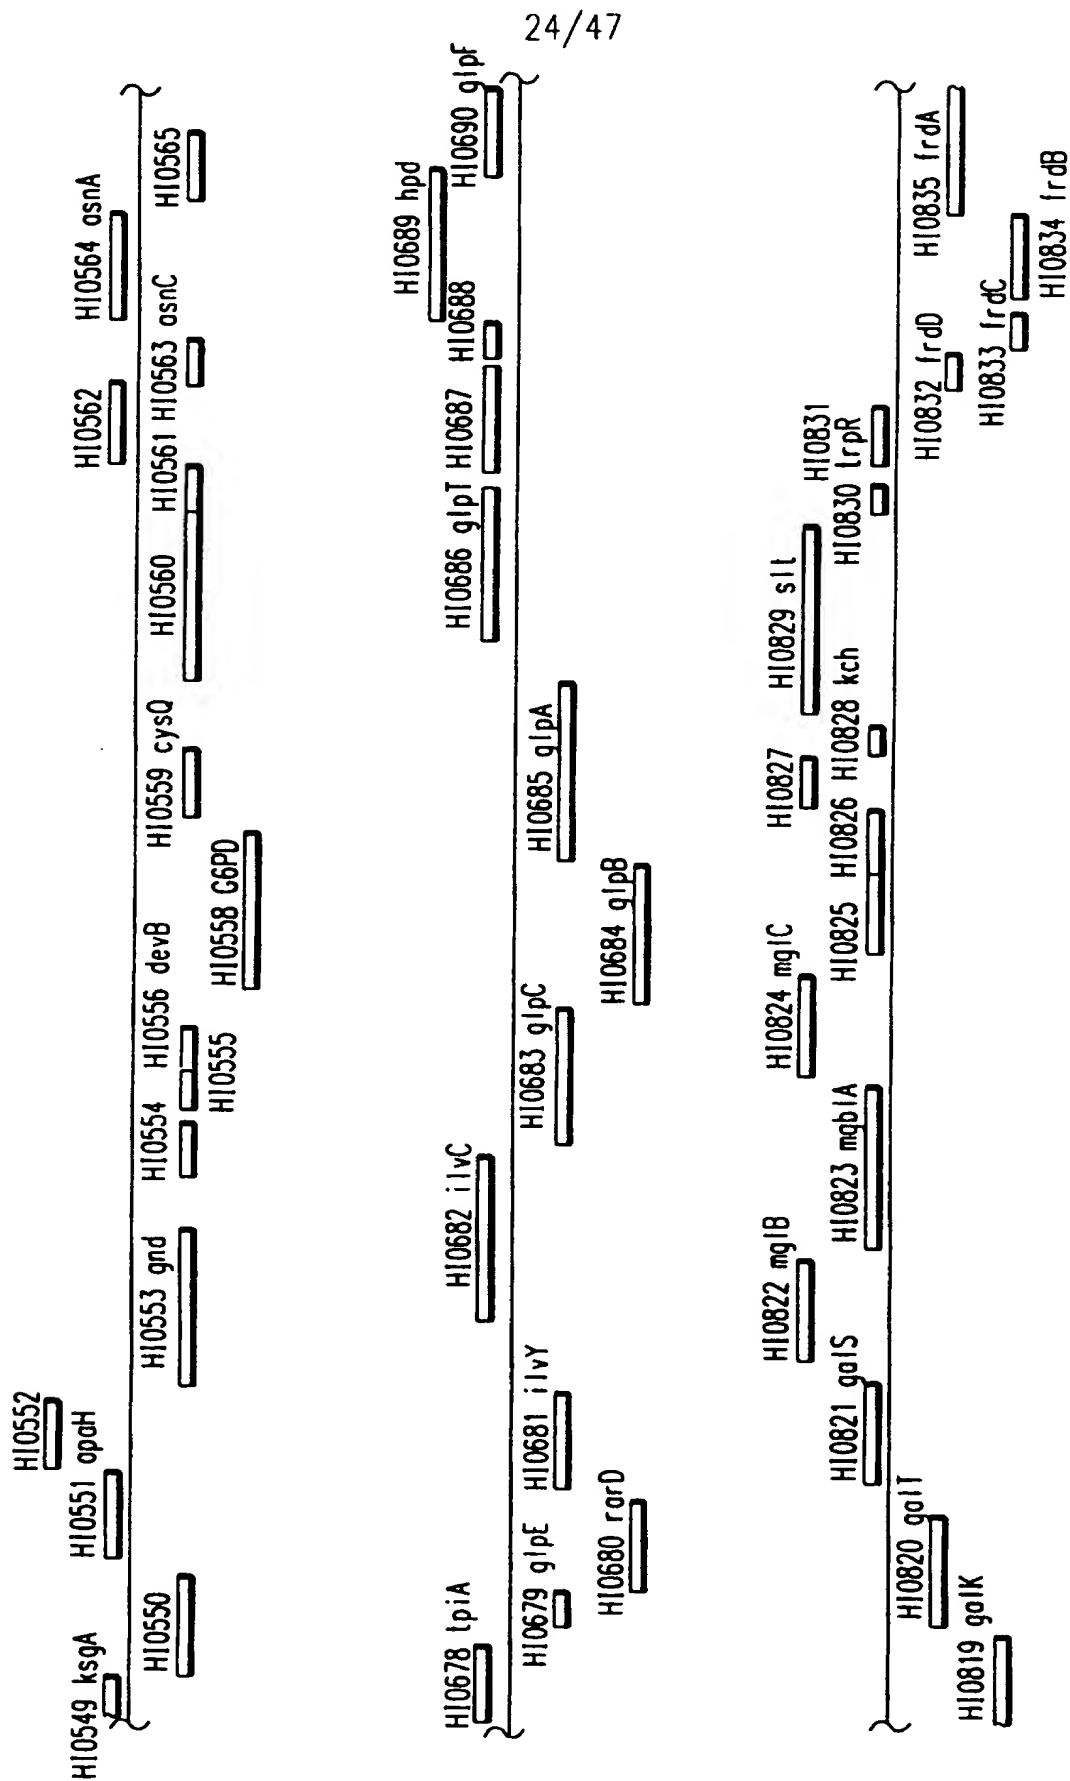 24/47
HI0549 ksgA
HI0550
HI0551 apaH
HI0552
HI0553 gnd
HI0554
HI0555
HI0556 devB
HI0558 G6PD
HI0559 cysQ
HI0560
HI0561
HI0562
HI0563 asnC
HI0564 asnA
HI0565
HI0678 tpiA
HI0679 glpE
HI0680 rarD
HI0681 ilvY
HI0682 ilvC
HI0683 glpC
HI0684 glpB
HI0685 glpA
HI0686 glpT
HI0687
HI0688
HI0689 hpd
HI0690 glpF
HI0819 galK
HI0820 galT
HI0821 galS
HI0822 mglB
HI0823 mgblA
HI0824 mglC
HI0825
HI0826
HI0827
HI0828 kch
HI0829 slt
HI0830
HI0831
trpR
HI0832 frdD
HI0833 frdC
HI0834 frdB
HI0835 frdA